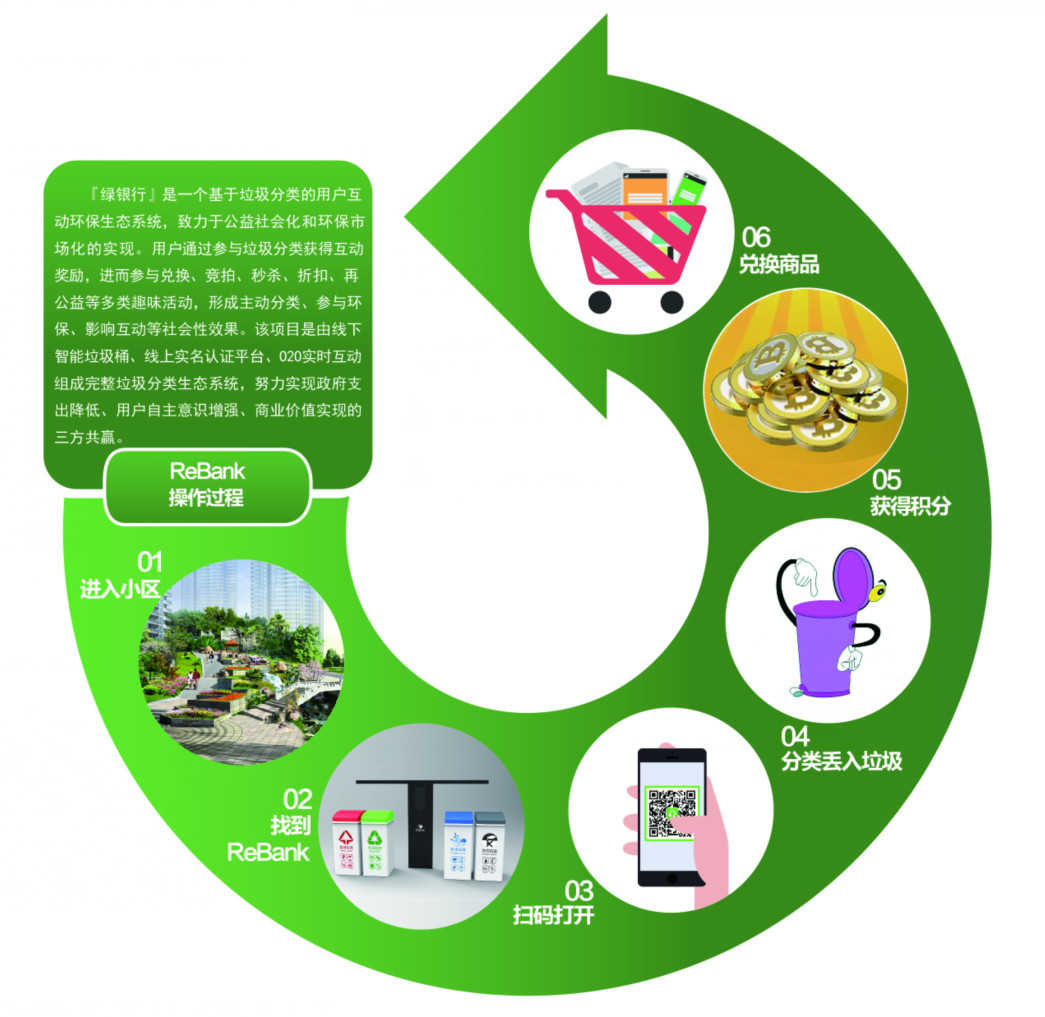 『绿银行』是一个基于垃圾分类的用户互
动环保生态系统，致力于公益社会化和环保市
场化的实现。用户通过参与垃圾分类获得互动
奖励，进而参与兑换、竞拍、秒杀、折扣、再
公益等多类趣味活动，形成主动分类、参与环
保、影响互动等社会性效果。该项目是由线下
智能垃圾桶、线上实名认证平台、O2O实时互动
组成完整垃圾分类生态系统，努力实现政府支
出降低、用户自主意识增强、商业价值实现的
三方共赢。
ReBank
操作过程
01
进入小区
02
找到
ReBank
03
扫码打开
04
分类丢入垃圾
05
获得积分
06
兑换商品